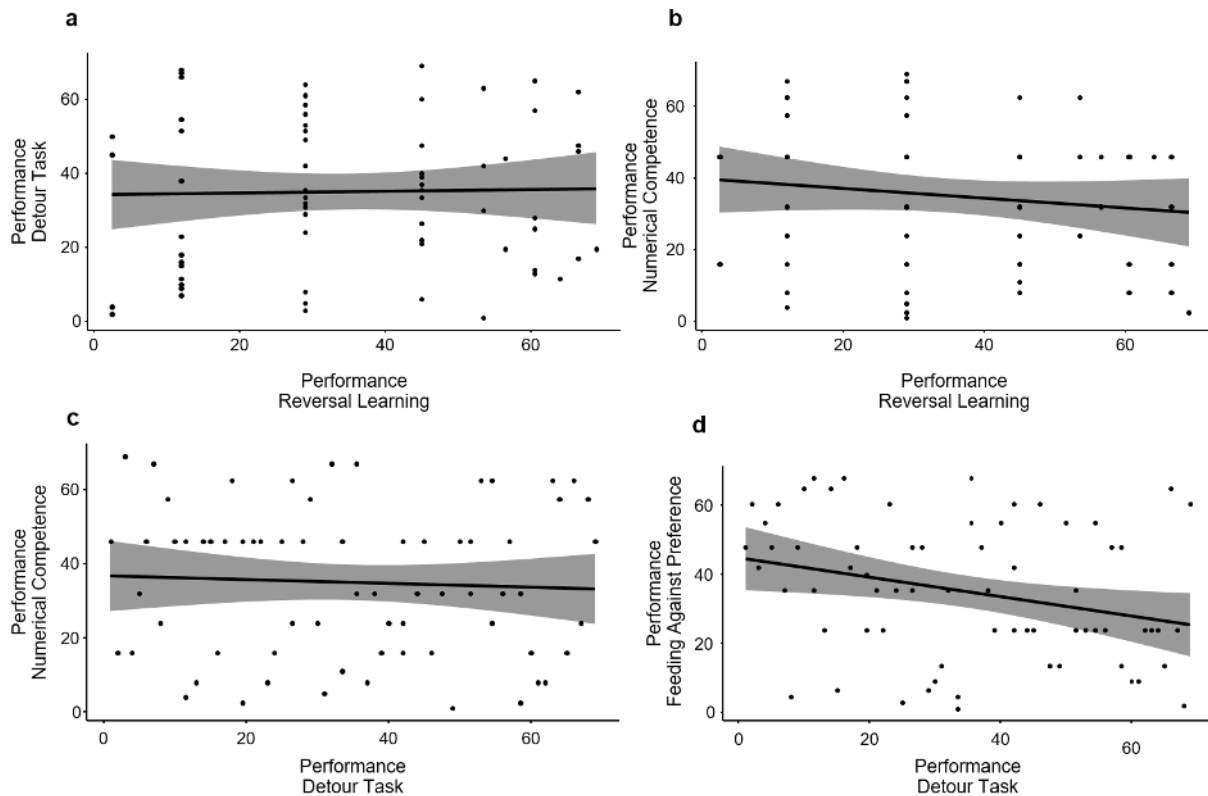 a
Performance
Detour Task
60
40
20
0
0 20 40 60
Performance
Reversal Learning
b
Performance
Numerical Competence
60
40
20
0
0 20 40 60
Performance
Reversal Learning
c
Performance
Numerical Competence
60
40
20
0
0 20 40 60
Performance
Detour Task
d
Performance
Feeding Against Preference
60
40
20
0
0 20 40 60
Performance
Detour Task